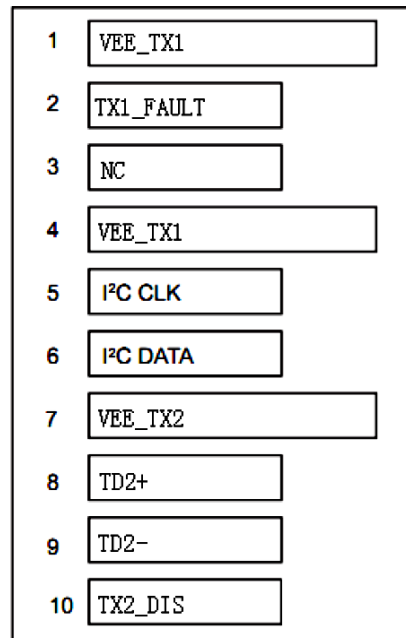 1 VEE_TX1
2 TX1_FAULT
3 NC
4 VEE_TX1
5 I²C CLK
6 I²C DATA
7 VEE_TX2
8 TD2+
9 TD2-
10 TX2_DIS